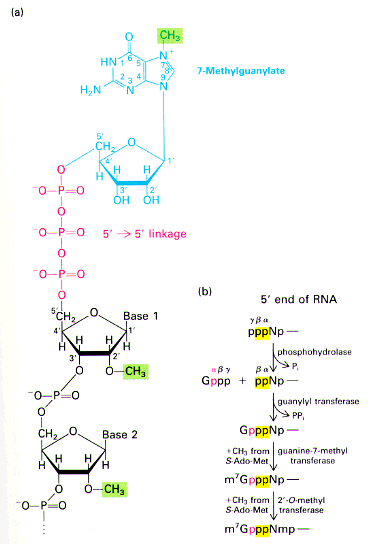 (a)
CH3
O
N+
HN
1
6
5
7
8
2
3
4
9
H2N
N
N
7-Methylguanylate
5'
CH2
O
O
4'
1'
H
H
H
H
3'
2'
OH
OH
−O—P=O
O
−O—P=O
5' → 5' linkage
O
−O—P=O
O
5'
CH2
O
Base 1
4'
1'
H
H
H
H
3'
2'
O
O—CH3
−O—P=O
O
CH2
O
Base 2
H
H
H
H
O
O—CH3
−O—P=O
O
(b)
5' end of RNA
γ β α
pppNp —
phosphohydrolase
Pi
α β γ
β α
Gppp + ppNp —
guanylyl transferase
PPi
GpppNp —
+CH3 from
S-Ado-Met
guanine-7-methyl
transferase
m7GpppNp —
+CH3 from
S-Ado-Met
2'-O-methyl
transferase
m7GpppNmp —